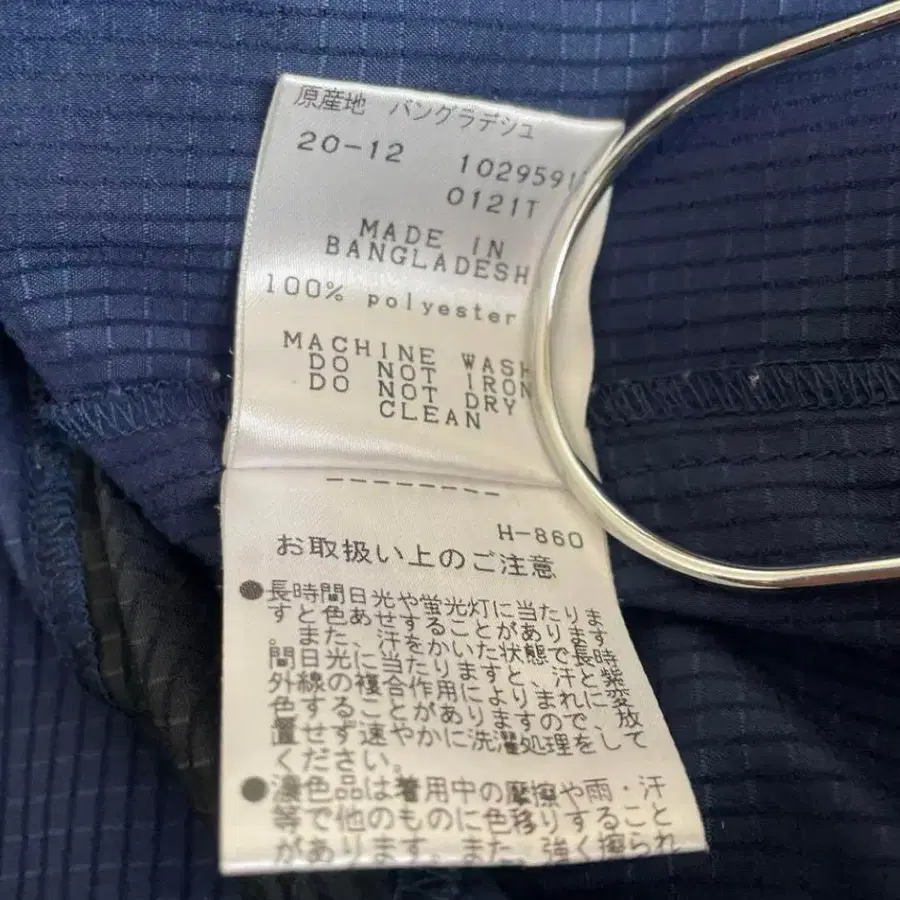 原産地 バングラデシュ
20-12 1029591
0121T
MADE IN
BANGLADESH
100% polyester
MACHINE WASH
DO NOT IRON
DO NOT DRY
CLEAN
--------
H-860
お取扱い上のご注意
●長時間日光や蛍光灯に当たりま
すと色あせすることがあります
。また、汗をかいた状態で長時
間日光に当たりますと、汗と紫
外線の複合作用によりまれに変
色することがありますので、放
置せず速やかに洗濯処理をして
ください。
●濃色品は着用中の摩擦や雨・汗
等で他のものに色移りすること
があります。また、強く擦られ